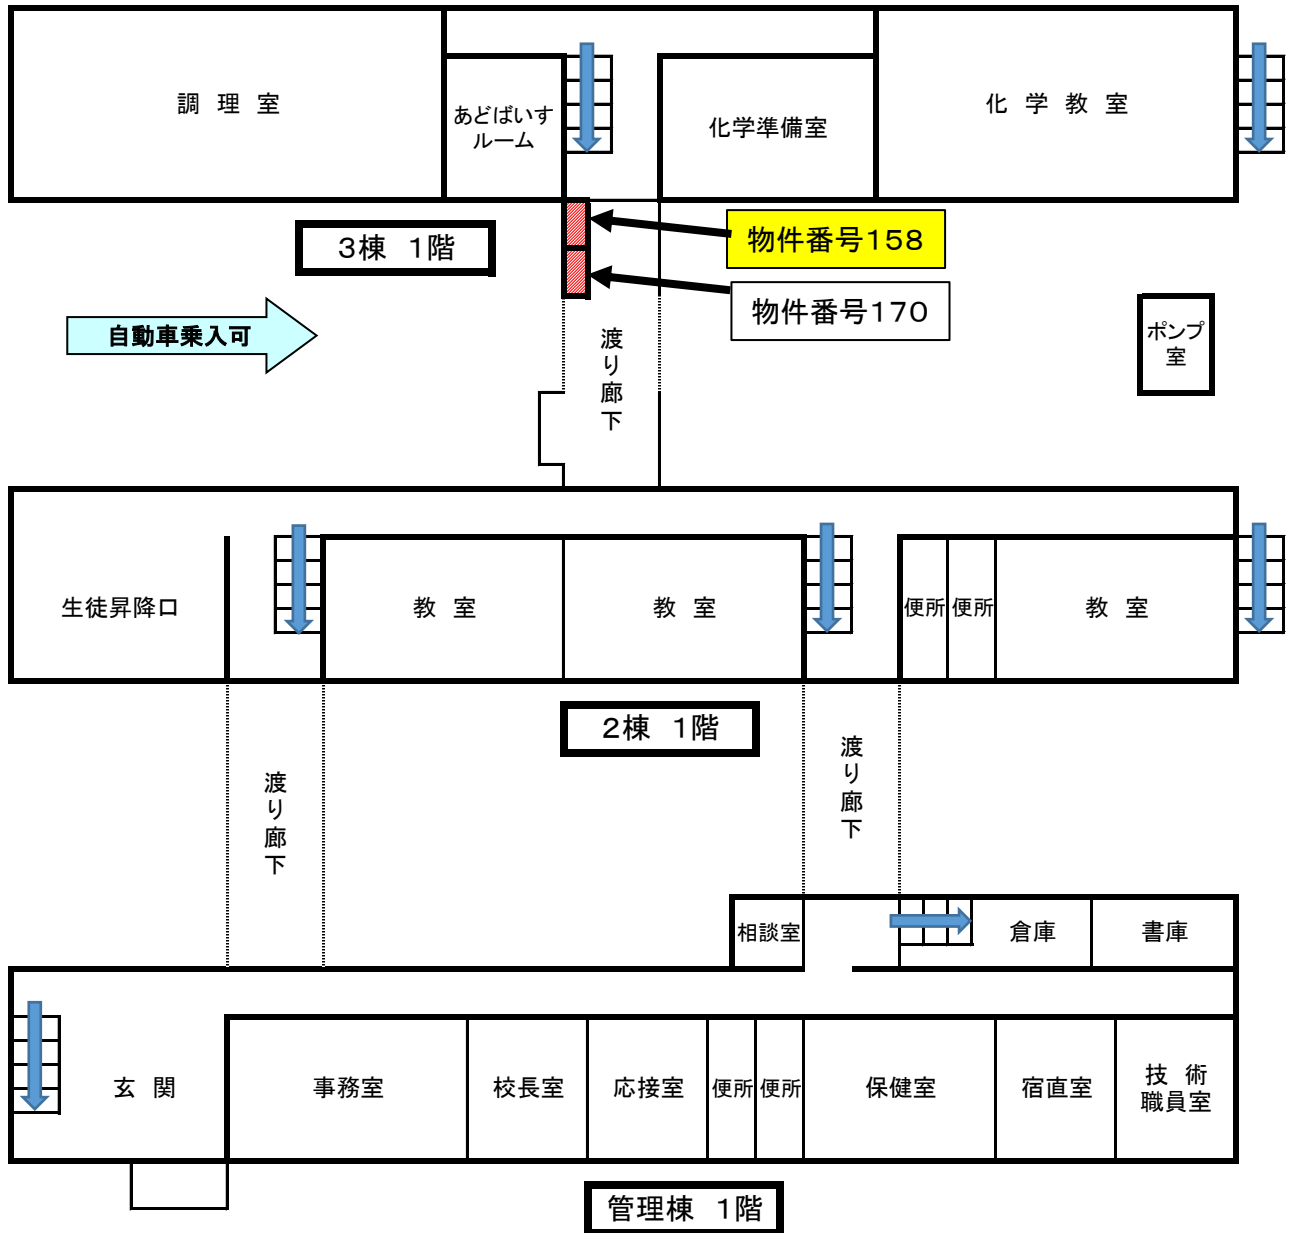 調 理 室
あどばいす
ルーム
化学準備室
化 学 教 室
3棟 1階
物件番号158
物件番号170
自動車乗入可
渡り廊下
ポンプ
室
生徒昇降口
教 室
教 室
便所
便所
教 室
2棟 1階
渡り廊下
渡り廊下
相談室
倉庫
書庫
玄 関
事務室
校長室
応接室
便所
便所
保健室
宿直室
技 術
職員室
管理棟 1階